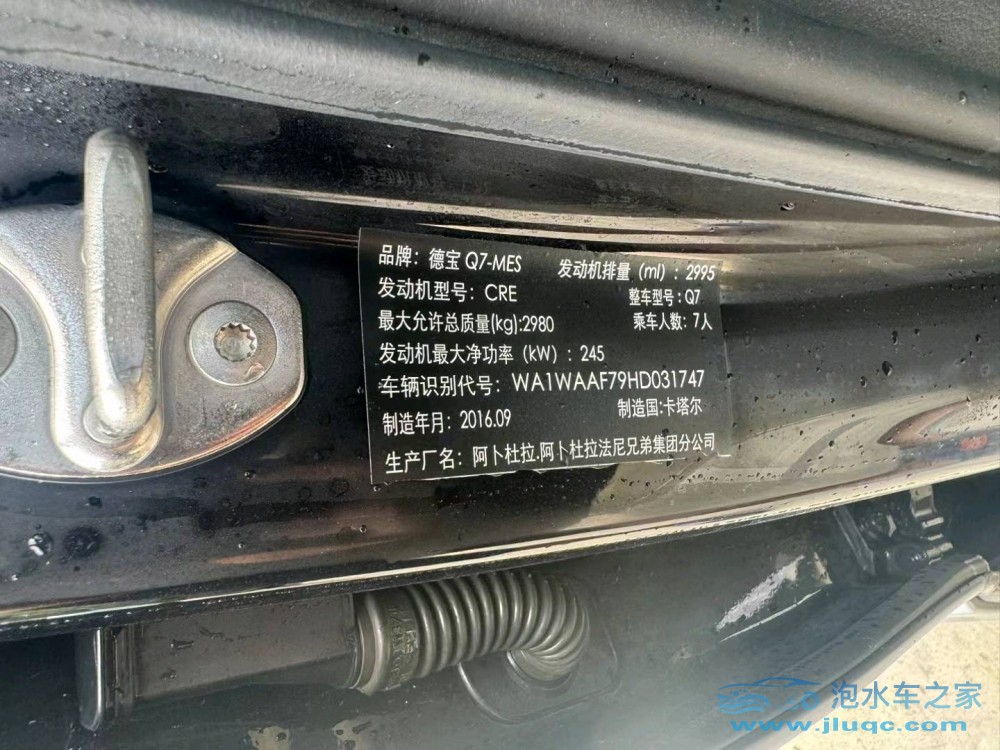 品牌：德宝 Q7-MES 发动机排量（ml）：2995
发动机型号：CRE 整车型号：Q7
最大允许总质量(kg):2980 乘车人数：7人
发动机最大净功率（kW）：245
车辆识别代号：WA1WAAF79HD031747
制造年月：2016.09 制造国:卡塔尔
生产厂名：阿卜杜拉.阿卜杜拉法尼兄弟集团分公司
泡水车之家
www.jluqc.com